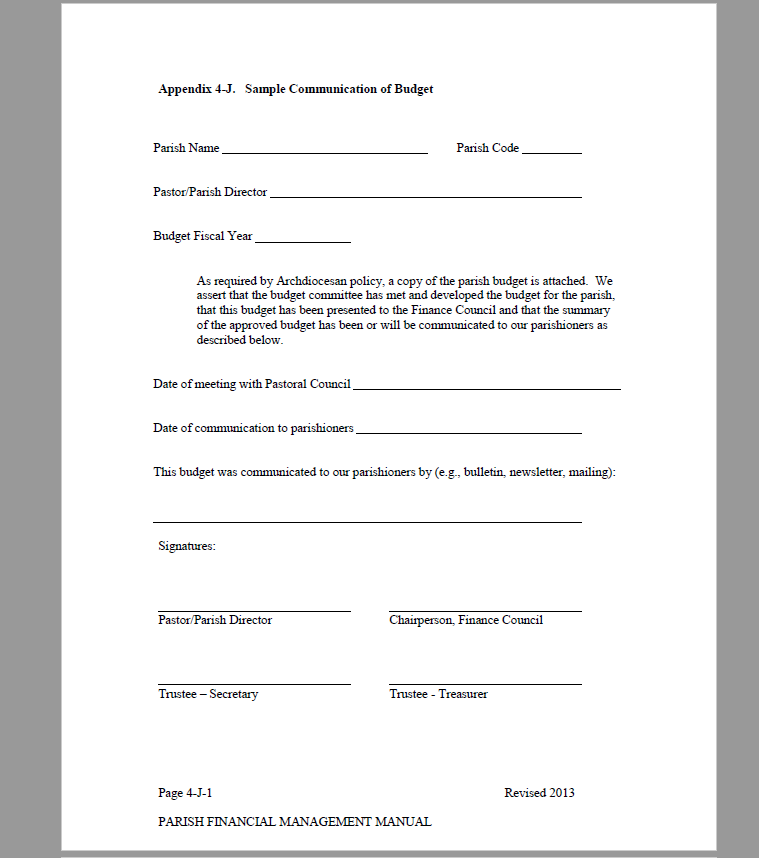 Appendix 4-J.   Sample Communication of Budget
Parish Name ______________________________ Parish Code __________
Pastor/Parish Director ______________________________
Budget Fiscal Year _______________
As required by Archdiocesan policy, a copy of the parish budget is attached.  We
assert that the budget committee has met and developed the budget for the parish,
that this budget has been presented to the Finance Council and that the summary
of the approved budget has been or will be communicated to our parishioners as
described below.
Date of meeting with Pastoral Council ______________________________
Date of communication to parishioners ______________________________
This budget was communicated to our parishioners by (e.g., bulletin, newsletter, mailing):
Signatures:
Pastor/Parish Director Chairperson, Finance Council
Trustee – Secretary Trustee - Treasurer
Page 4-J-1 Revised 2013
PARISH FINANCIAL MANAGEMENT MANUAL